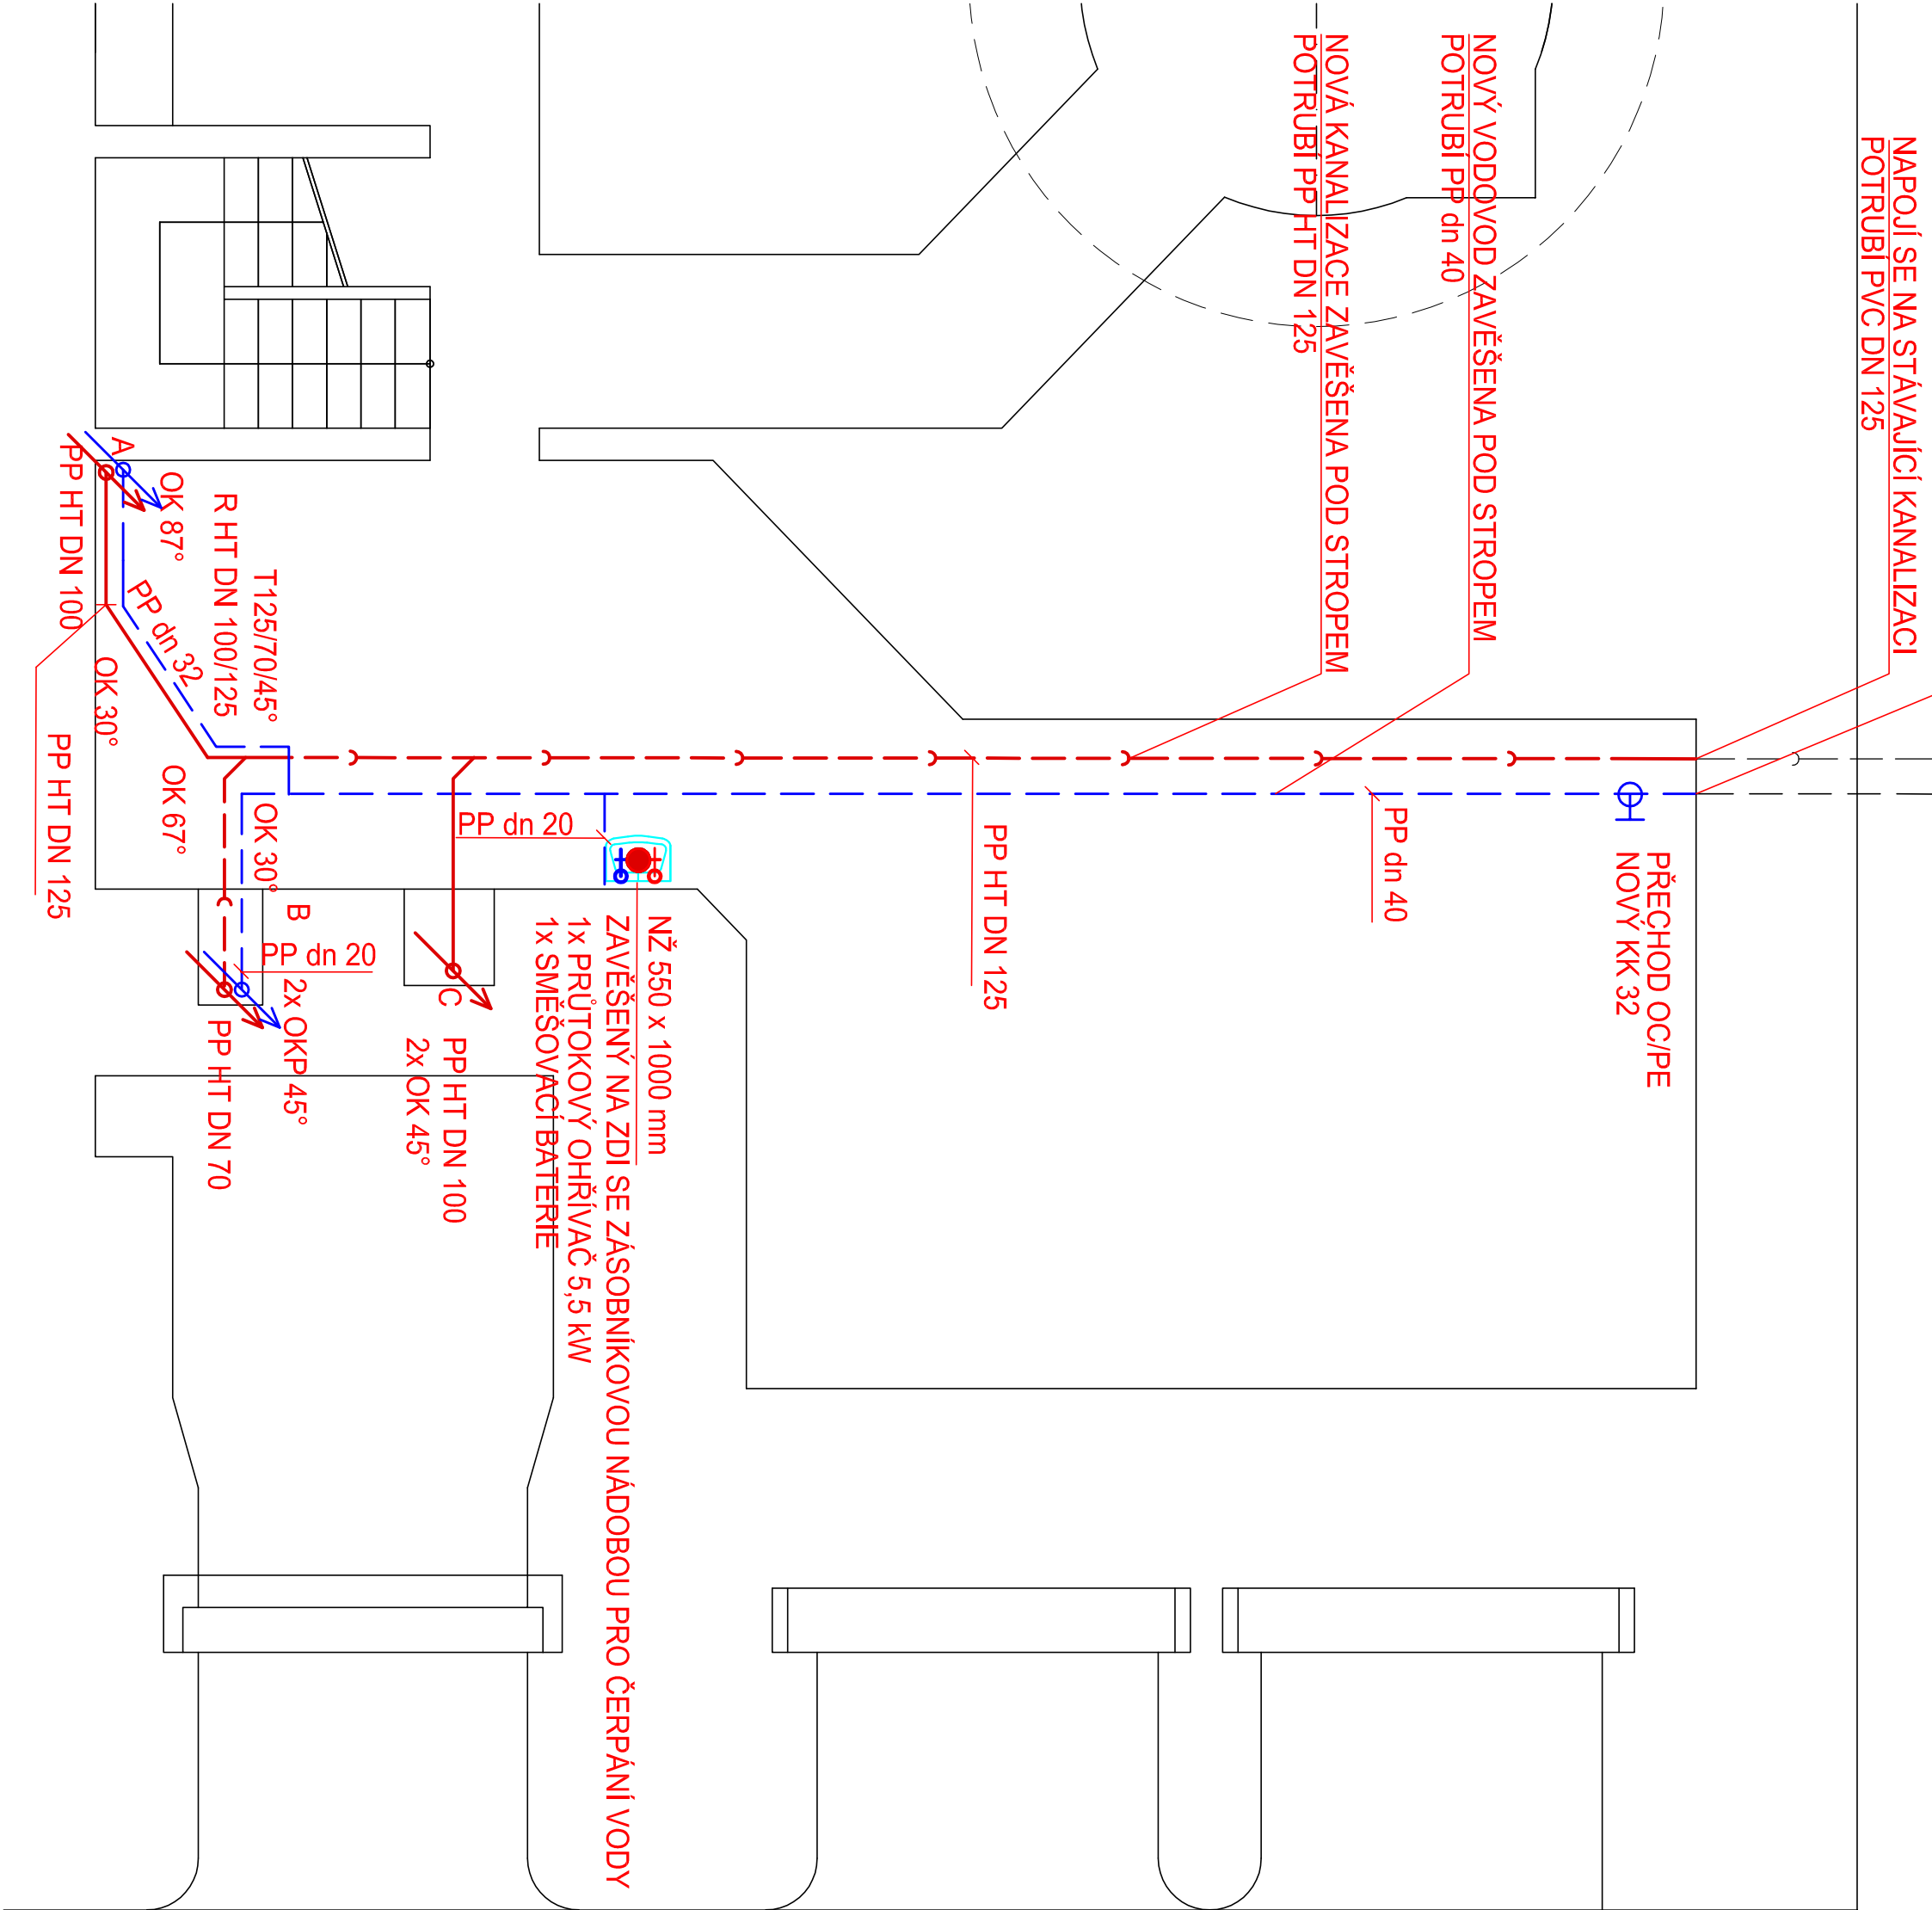 NAPOJÍ SE NA STÁVAJÍCÍ KANALIZACI
POTRUBÍ PVC DN 125
NOVÝ VODOVOD ZAVĚŠENA POD STROPEM
POTRUBÍ PP dn 40
NOVÁ KANALIZACE ZAVĚŠENA POD STROPEM
POTRUBÍ PP HT DN 125
PŘECHOD OC/PE
NOVÝ KK 32
PP dn 40
PP HT DN 125
NŽ 550 x 1000 mm
ZAVĚŠENÝ NA ZDI SE ZÁSOBNÍKOVOU NÁDOBOU PRO ČERPÁNÍ VODY
1x PRŮTOKOVÝ OHŘÍVAČ 5,5 kW
1x SMĚŠOVACÍ BATERIE
PP dn 20
C
PP HT DN 100
2x OK 45°
T125/70/45°
R HT DN 100/125
A
OK 87°
PP HT DN 100
PP dn 32
OK 30°
PP HT DN 125
OK 67°
OK 30°
B
PP dn 20
2x OKP 45°
PP HT DN 70